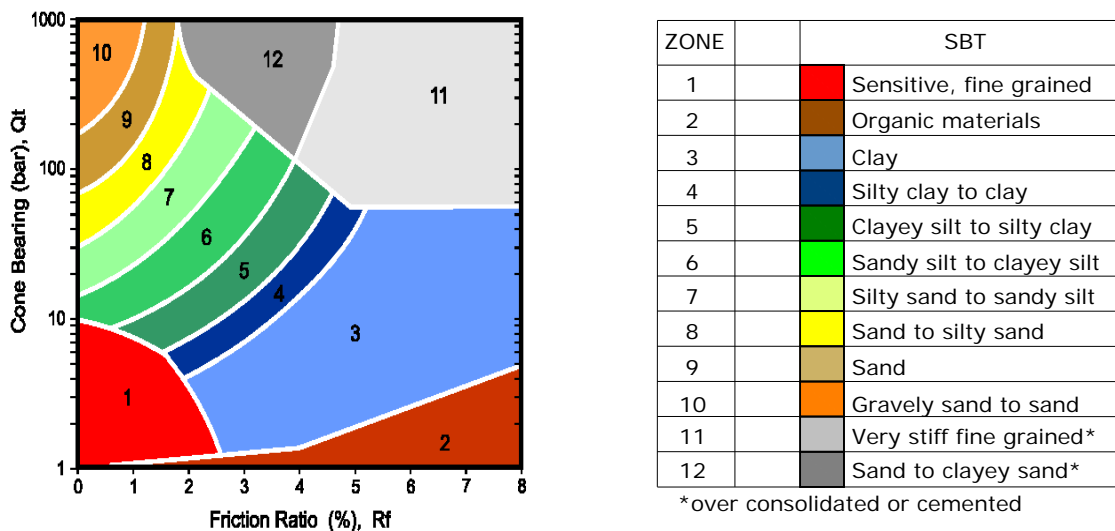 1000
100
10
1
Cone Bearing (bar), Qt
10
12
11
9
8
7
6
5
4
3
1
2
0 1 2 3 4 5 6 7 8
Friction Ratio (%), Rf
ZONE SBT
1 Sensitive, fine grained
2 Organic materials
3 Clay
4 Silty clay to clay
5 Clayey silt to silty clay
6 Sandy silt to clayey silt
7 Silty sand to sandy silt
8 Sand to silty sand
9 Sand
10 Gravely sand to sand
11 Very stiff fine grained*
12 Sand to clayey sand*
*over consolidated or cemented